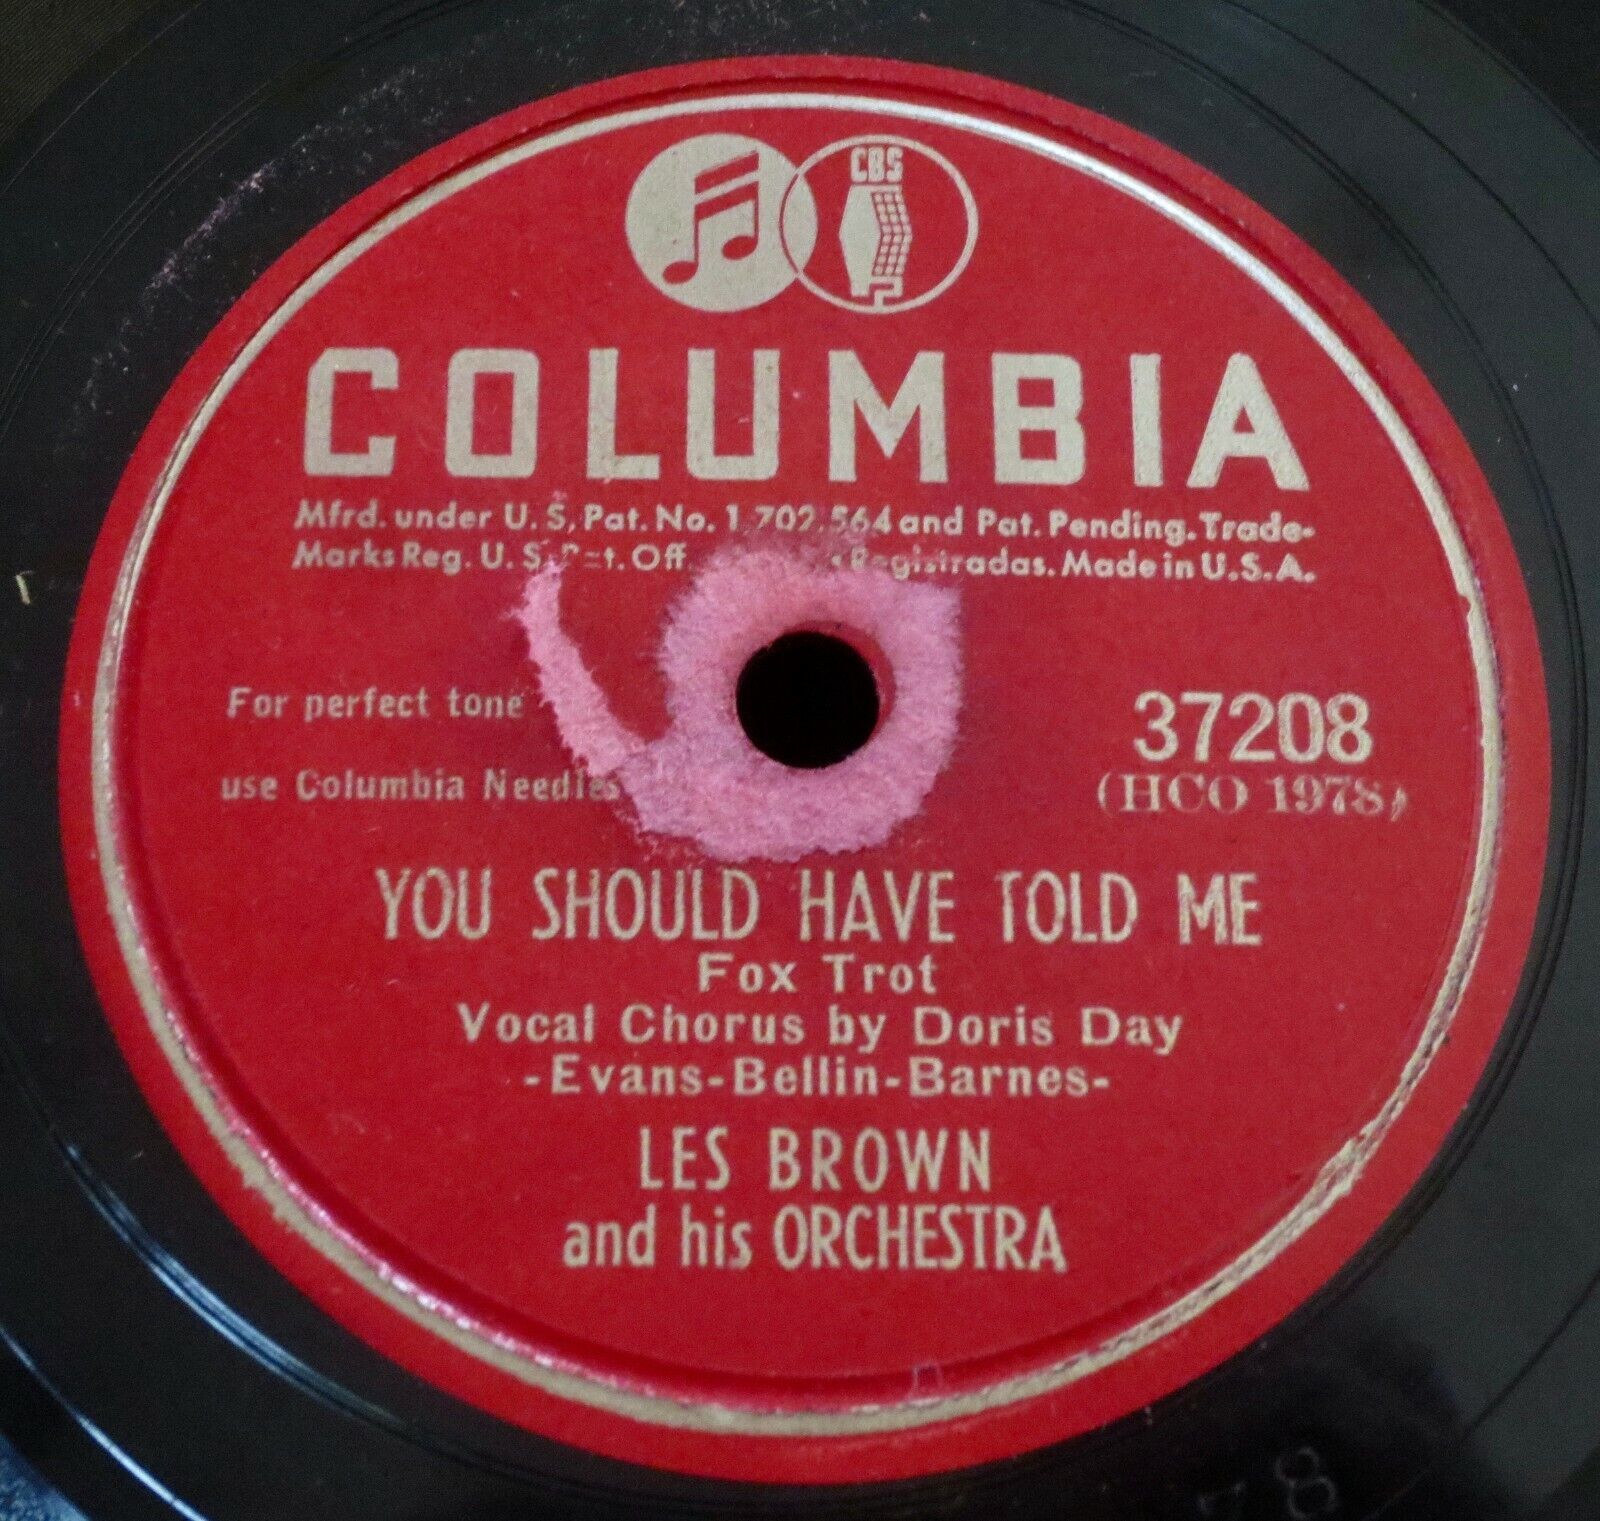 CBS
COLUMBIA
Mfrd. under U. S. Pat. No. 1,702,564 and Pat. Pending. Trade-
Marks Reg. U. S. Pat. Off. Registradas. Made in U.S.A.
For perfect tone
use Columbia Needles
37208
(HCO 1978)
YOU SHOULD HAVE TOLD ME
Fox Trot
Vocal Chorus by Doris Day
-Evans-Bellin-Barnes-
LES BROWN
and his ORCHESTRA
78